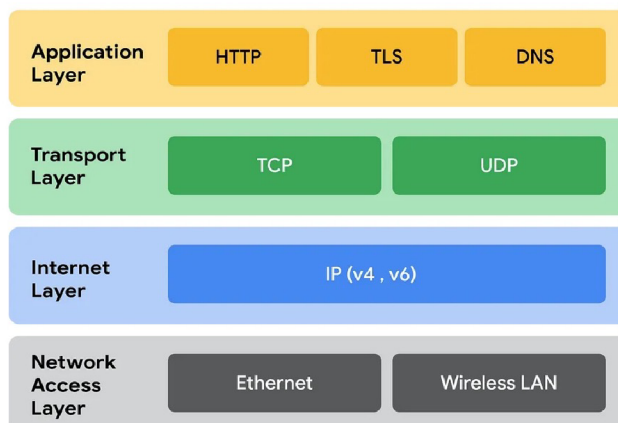 Application
Layer
HTTP
TLS
DNS
Transport
Layer
TCP
UDP
Internet
Layer
IP (v4 , v6)
Network
Access
Layer
Ethernet
Wireless LAN